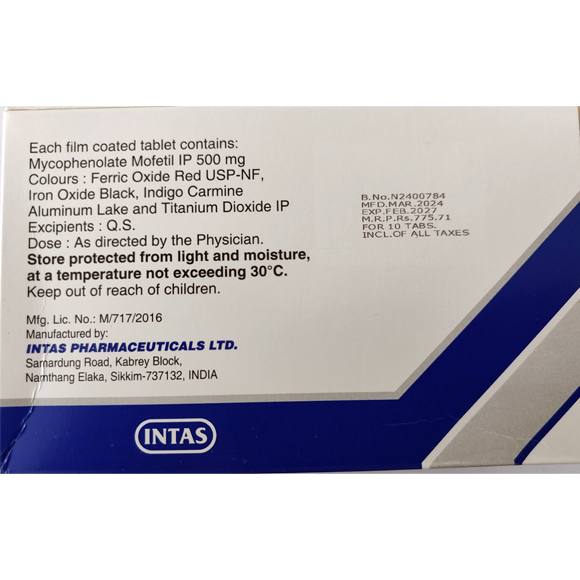 Each film coated tablet contains:
Mycophenolate Mofetil IP 500 mg
Colours : Ferric Oxide Red USP-NF,
Iron Oxide Black, Indigo Carmine
Aluminum Lake and Titanium Dioxide IP
Excipients : Q.S.
Dose : As directed by the Physician.
Store protected from light and moisture,
at a temperature not exceeding 30°C.
Keep out of reach of children.
Mfg. Lic. No.: M/717/2016
Manufactured by:
INTAS PHARMACEUTICALS LTD.
Samardung Road, Kabrey Block,
Namthang Elaka, Sikkim-737132, INDIA
B.No.N2400784
MFD.MAR.2024
EXP.FEB.2027
M.R.P.Rs.775.71
FOR 10 TABS.
INCL.OF ALL TAXES
INTAS